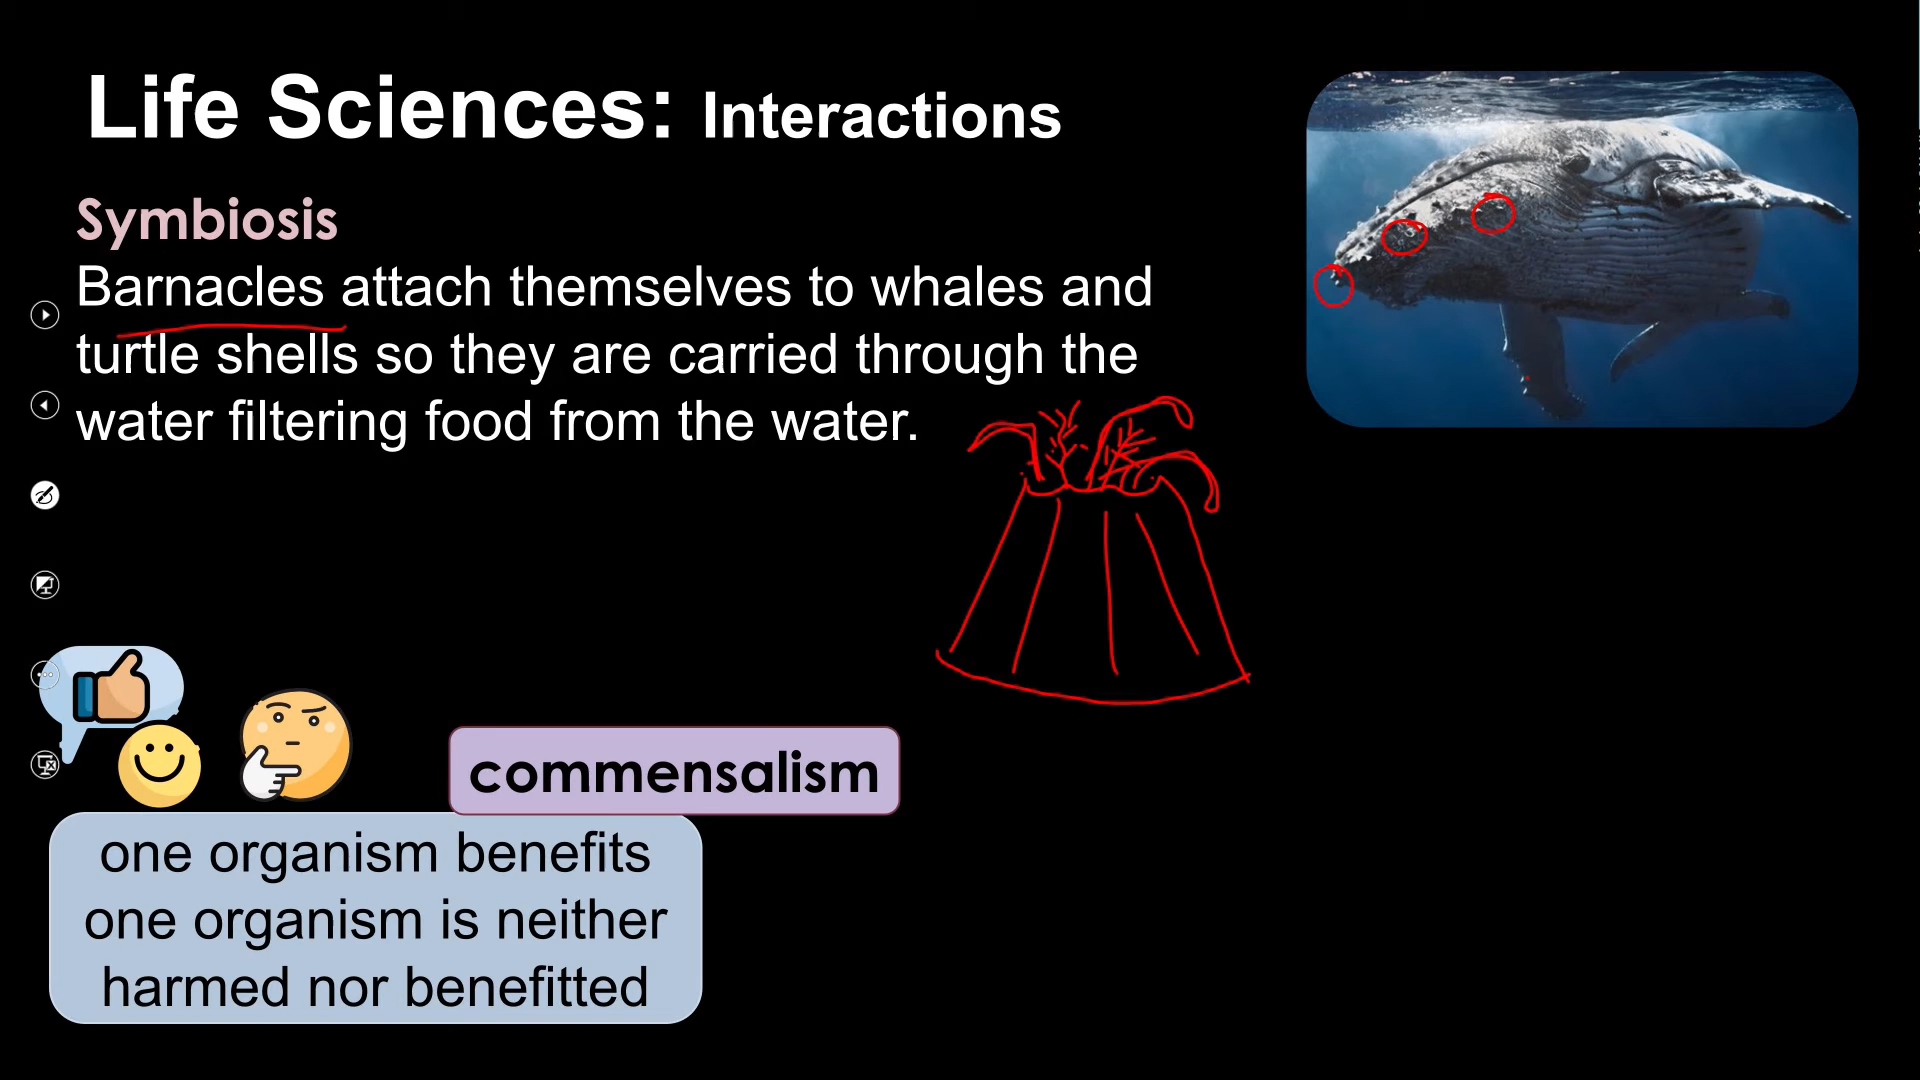 Life Sciences: Interactions
Symbiosis
Barnacles attach themselves to whales and
turtle shells so they are carried through the
water filtering food from the water.
commensalism
one organism benefits
one organism is neither
harmed nor benefitted